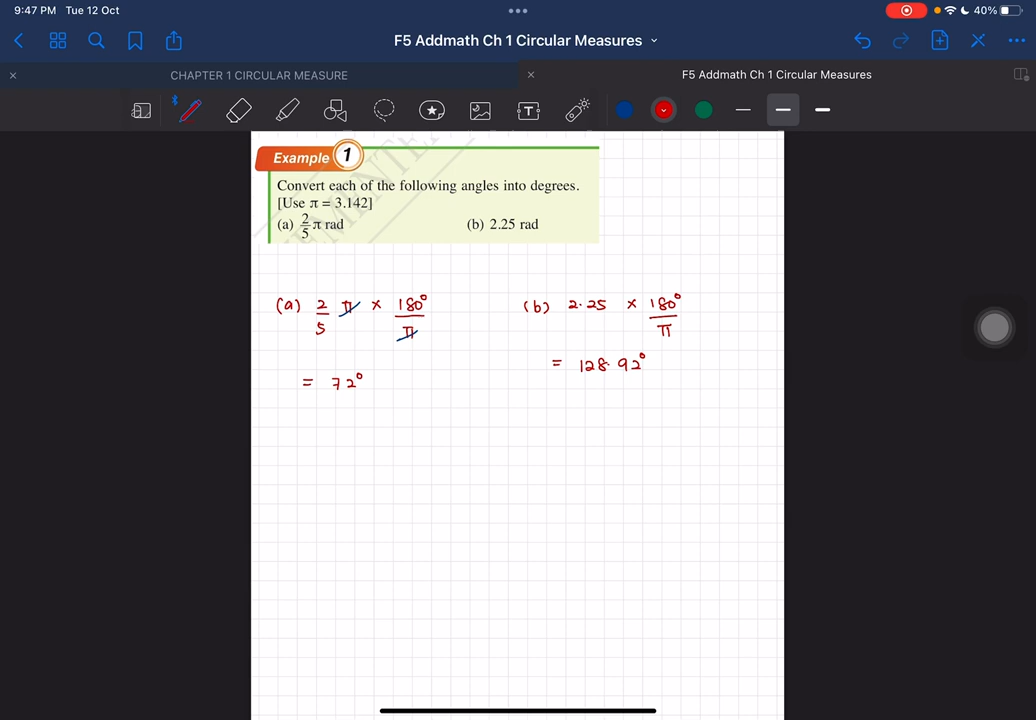 9:47 PM Tue 12 Oct
40%
F5 Addmath Ch 1 Circular Measures
CHAPTER 1 CIRCULAR MEASURE
F5 Addmath Ch 1 Circular Measures
Example 1
Convert each of the following angles into degrees.
[Use π = 3.142]
(a) 2/5 π rad (b) 2.25 rad
(a) 2/5 π × 180°/π
= 72°
(b) 2.25 × 180°/π
= 128.92°